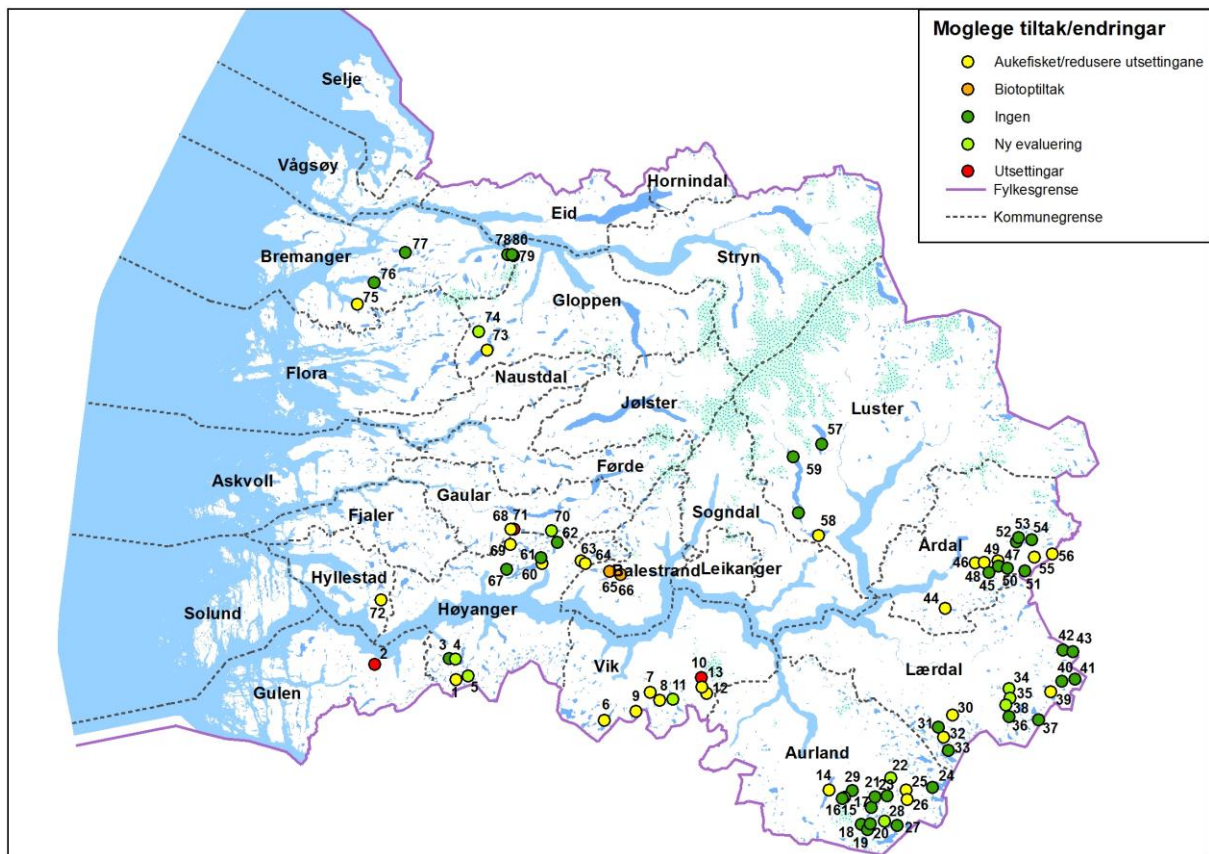 Moglege tiltak/endringar
Aukefisket/redusere utsettingane
Biotoptiltak
Ingen
Ny evaluering
Utsettingar
Fylkesgrense
Kommunegrense
Selje
Vågsøy
Hornindal
Eid
Bremanger
77
78 80
79
Stryn
76
75
Gloppen
74
73
Flora
Naustdal
Jølster
Luster
57
59
Førde
Askvoll
Gaular
Sogndal
Fjaler
68 71
70
62
58
69
61
63
64
52
53
54
Årdal
49
47
56
46
55
Hyllestad
67
60
Balestrand
Leikanger
48
45
50
51
65
66
72
Høyanger
44
Solund
2
3 4
Vik
10
13
Lærdal
42
43
40
41
Gulen
1
5
7
8
11
12
34
35
39
9
6
30
38
31
36
37
32
Aurland
33
22
14
29
21
23
25
24
16
15
17
26
28
18
20
27
19